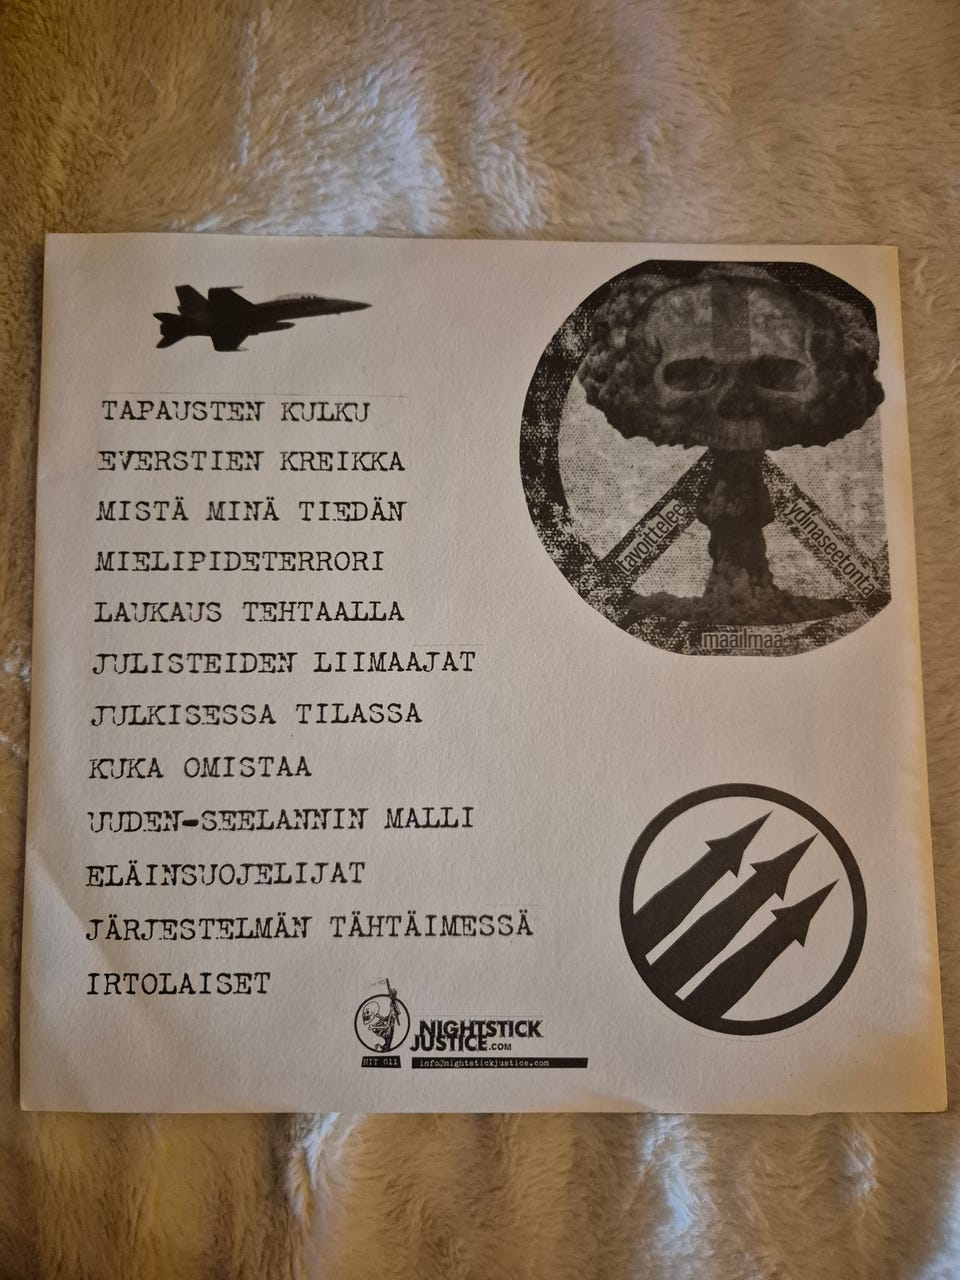 TAPAUSTEN KULKU
EVERSTIEN KREIKKA
MISTÄ MINÄ TIEDÄN
MIELIPIDETERRORI
LAUKAUS TEHTAALLA
JULISTEIDEN LIIMAAJAT
JULKISESSA TILASSA
KUKA OMISTAA
UUDEN-SEELANNIN MALLI
ELÄINSUOJELIJAT
JÄRJESTELMÄN TÄHTÄIMESSÄ
IRTOLAISET
tavoittelee
ydinaseetonta
maailmaa
NIGHTSTICK
JUSTICE.COM
HIT 011
info@nightstickjustice.com